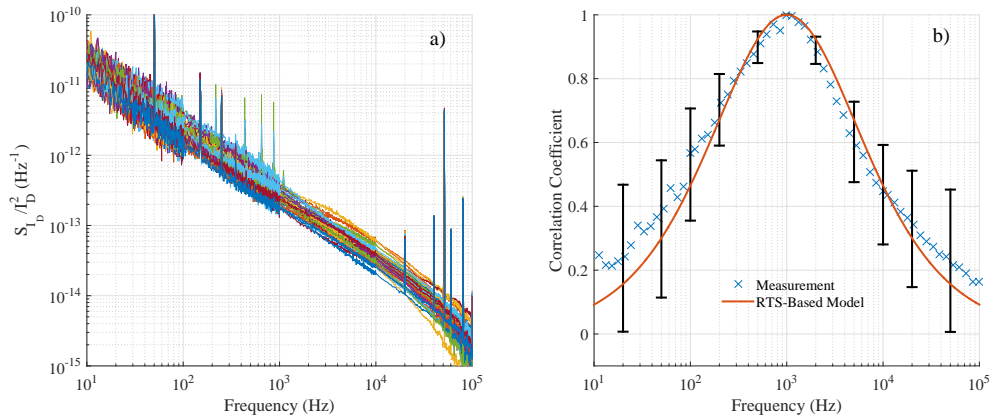 a)
S_{I_D}/I_D^2 (Hz^{-1})
10^{-10}
10^{-11}
10^{-12}
10^{-13}
10^{-14}
10^{-15}
10^1 10^2 10^3 10^4 10^5
Frequency (Hz)
b)
Correlation Coefficient
1
0.8
0.6
0.4
0.2
0
Measurement
RTS-Based Model
10^1 10^2 10^3 10^4 10^5
Frequency (Hz)